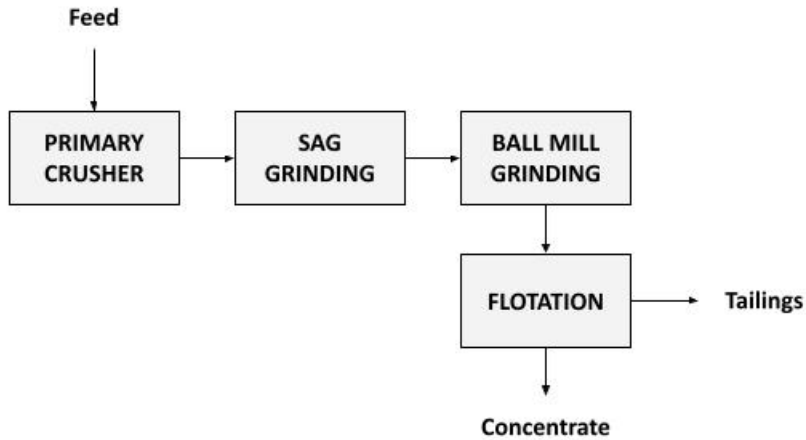 Feed
PRIMARY
CRUSHER
SAG
GRINDING
BALL MILL
GRINDING
FLOTATION
Tailings
Concentrate